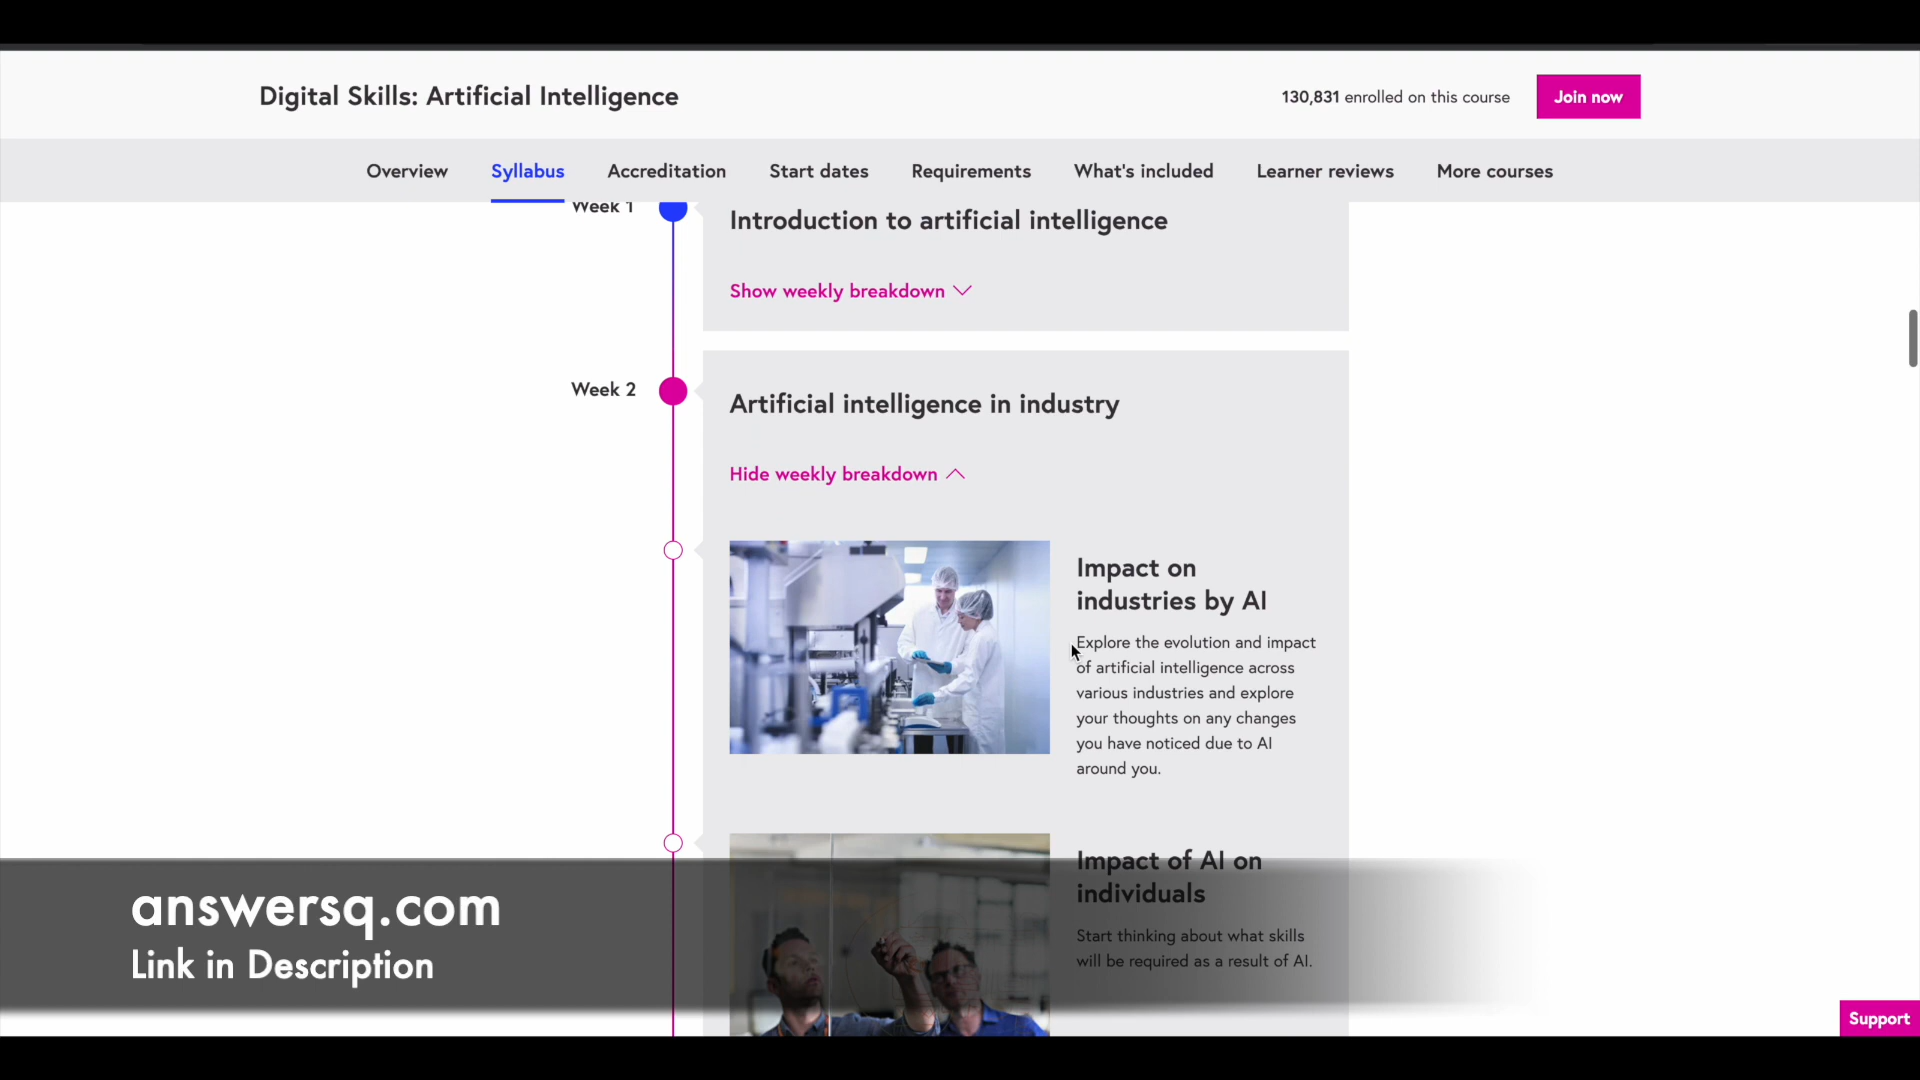 Digital Skills: Artificial Intelligence
130,831 enrolled on this course
Join now
Overview
Syllabus
Accreditation
Start dates
Requirements
What's included
Learner reviews
More courses
Week 1
Introduction to artificial intelligence
Show weekly breakdown
Week 2
Artificial intelligence in industry
Hide weekly breakdown
Impact on
industries by AI
Explore the evolution and impact
of artificial intelligence across
various industries and explore
your thoughts on any changes
you have noticed due to AI
around you.
Impact of AI on
individuals
Start thinking about what skills
will be required as a result of AI.
answersq.com
Link in Description
Support